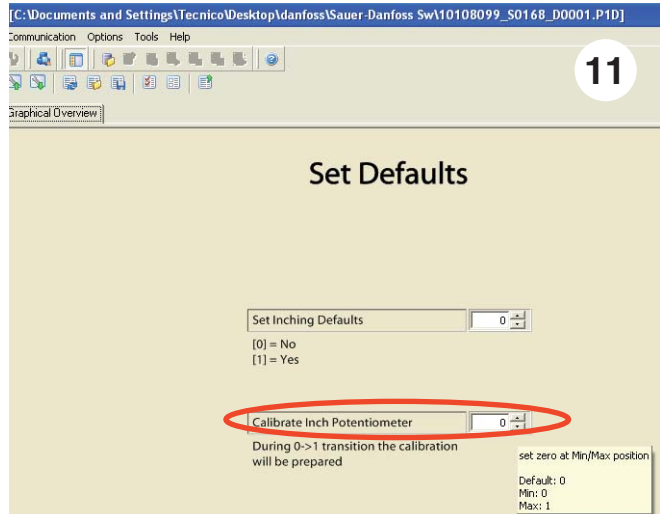 [C:\Documents and Settings\Tecnico\Desktop\danfoss\Sauer-Danfoss Sw\10108099_S0168_D0001.P1D]
Communication Options Tools Help
11
Graphical Overview
Set Defaults
Set Inching Defaults 0
[0] = No
[1] = Yes
Calibrate Inch Potentiometer 0
During 0->1 transition the calibration
will be prepared
set zero at Min/Max position
Default: 0
Min: 0
Max: 1